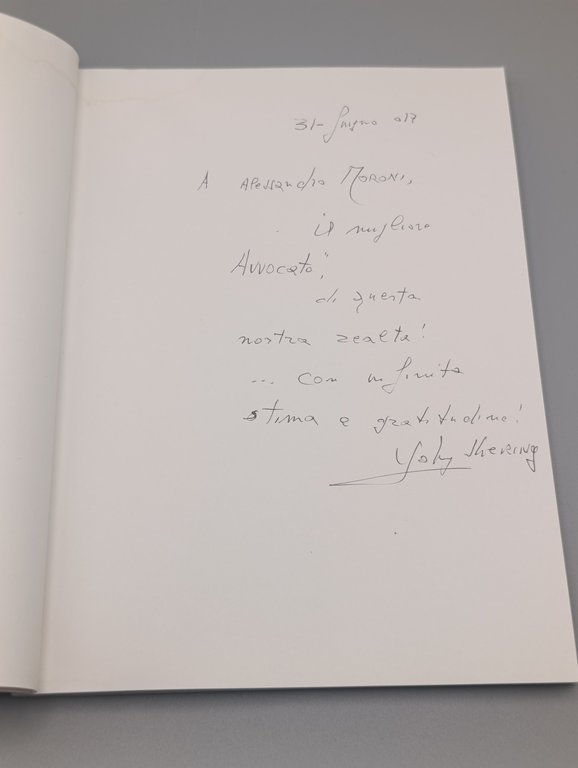 31- Giugno 017
A Alessandro MORONI,
il migliore
Avvocato",
di questa
nostra realtà!
... con infinita
stima e gratitudine!